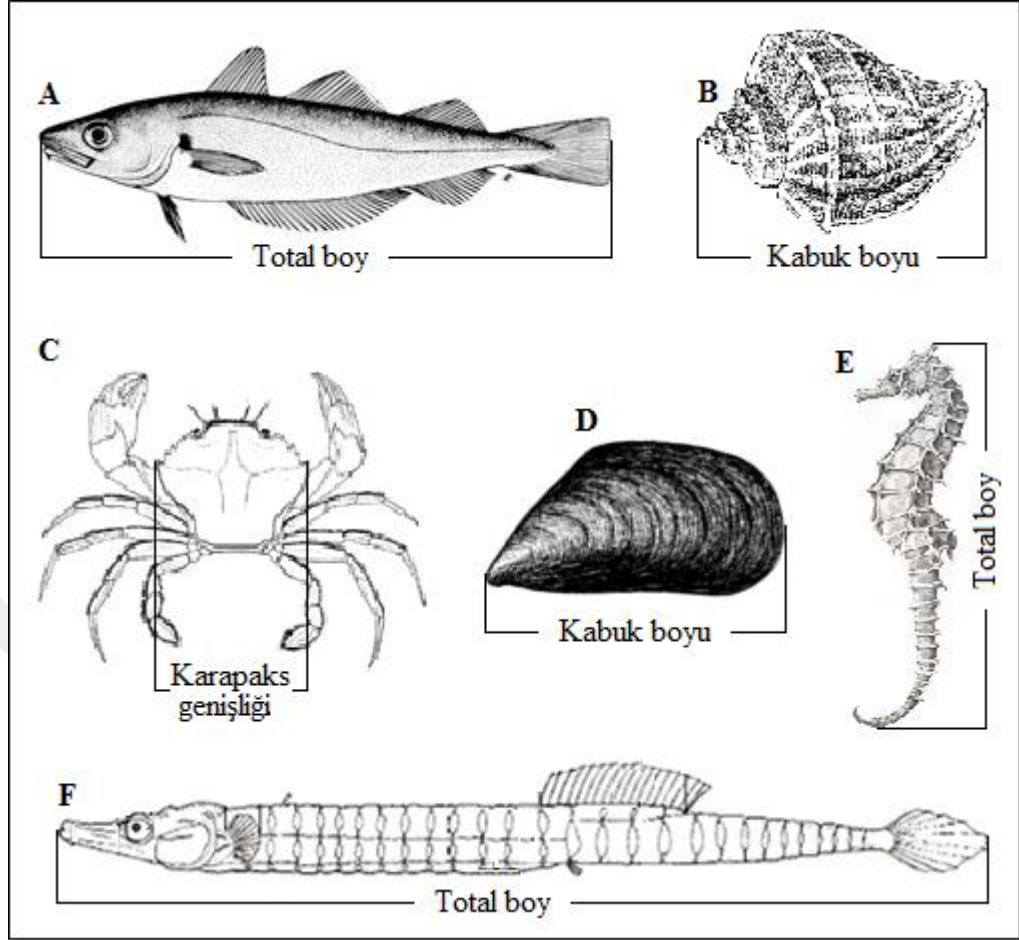 A
Total boy
B
Kabuk boyu
C
Karapaks
genişliği
D
Kabuk boyu
E
Total boy
F
Total boy